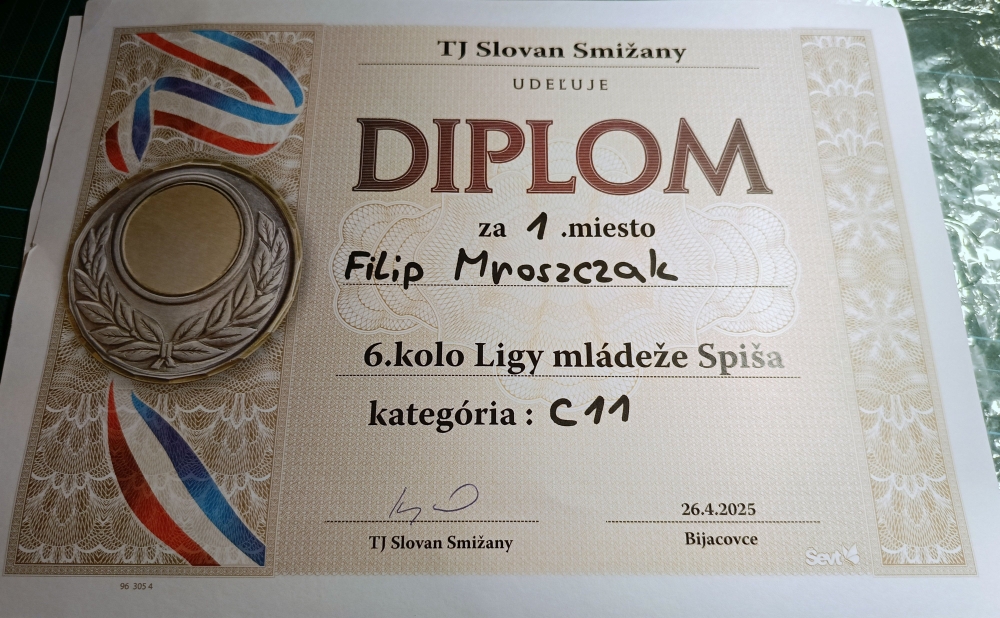 TJ Slovan Smižany
UDEĽUJE
DIPLOM
za 1 .miesto
Filip Mroszczak
6.kolo Ligy mládeže Spiša
kategória : C11
TJ Slovan Smižany
26.4.2025
Bijacovce
Sevt
96 305 4